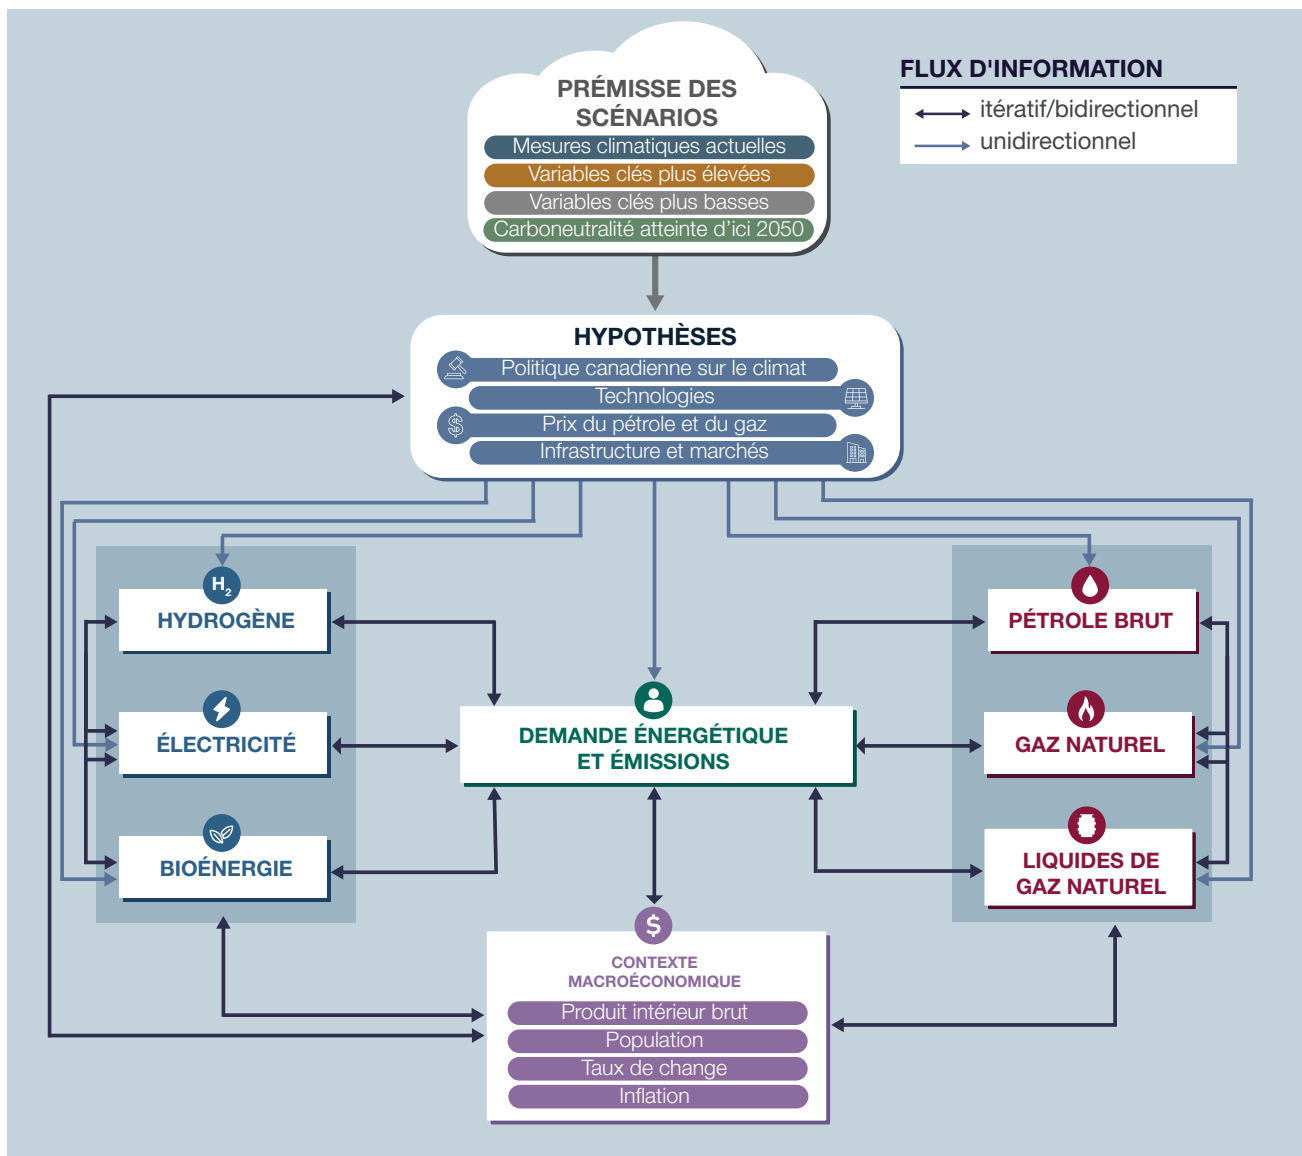 PRÉMISSE DES
SCÉNARIOS
Mesures climatiques actuelles
Variables clés plus élevées
Variables clés plus basses
Carboneutralité atteinte d'ici 2050
FLUX D'INFORMATION
itératif/bidirectionnel
unidirectionnel
HYPOTHÈSES
Politique canadienne sur le climat
Technologies
Prix du pétrole et du gaz
$
Infrastructure et marchés
H2
HYDROGÈNE
ÉLECTRICITÉ
BIOÉNERGIE
DEMANDE ÉNERGÉTIQUE
ET ÉMISSIONS
PÉTROLE BRUT
GAZ NATUREL
LIQUIDES DE
GAZ NATUREL
$
CONTEXTE
MACROÉCONOMIQUE
Produit intérieur brut
Population
Taux de change
Inflation